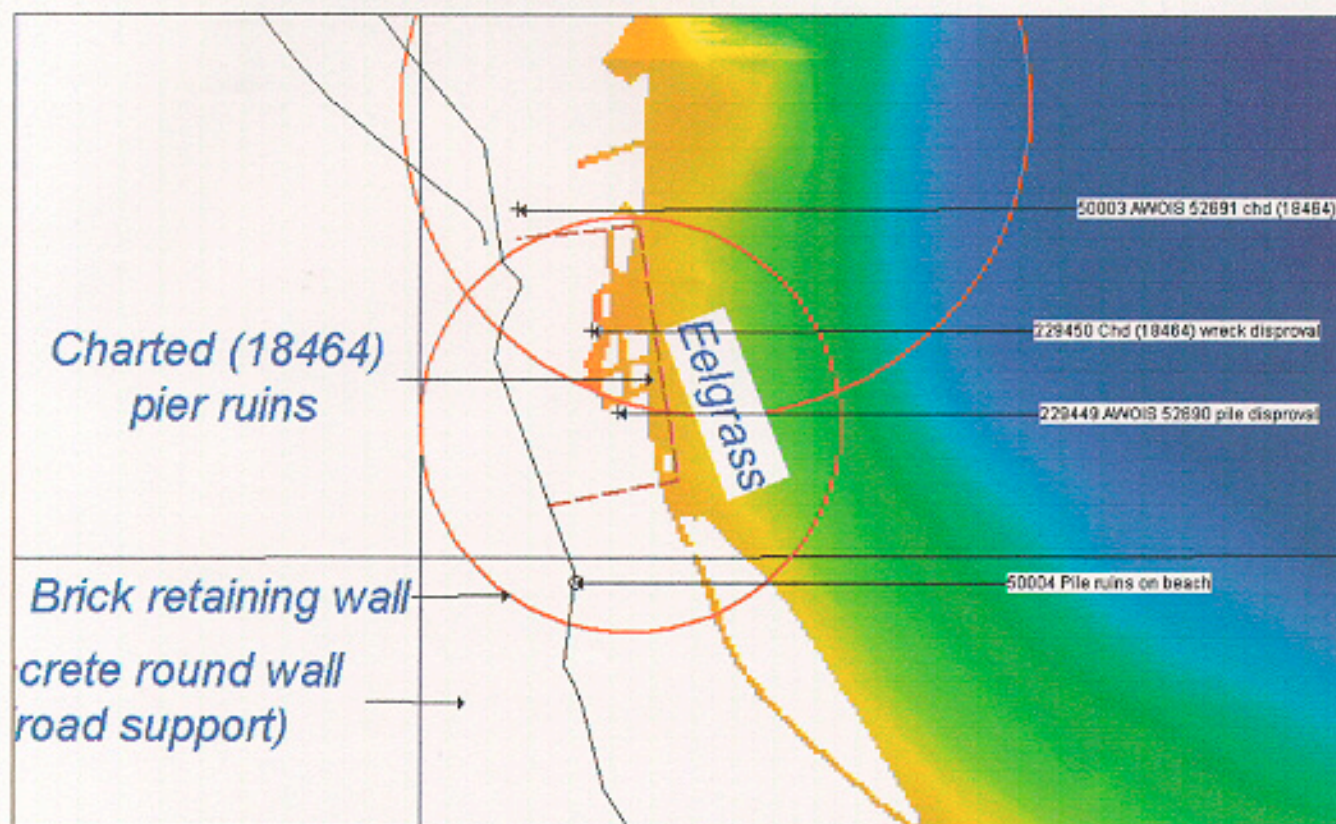 50003 AWOIS 52691 chd (18464)
229450 Chd (18464) wreck disproval
Charted (18464)
pier ruins
Eelgrass
229449 AWOIS 52690 pile disproval
50004 Pile ruins on beach
Brick retaining wall
crete round wall
road support)